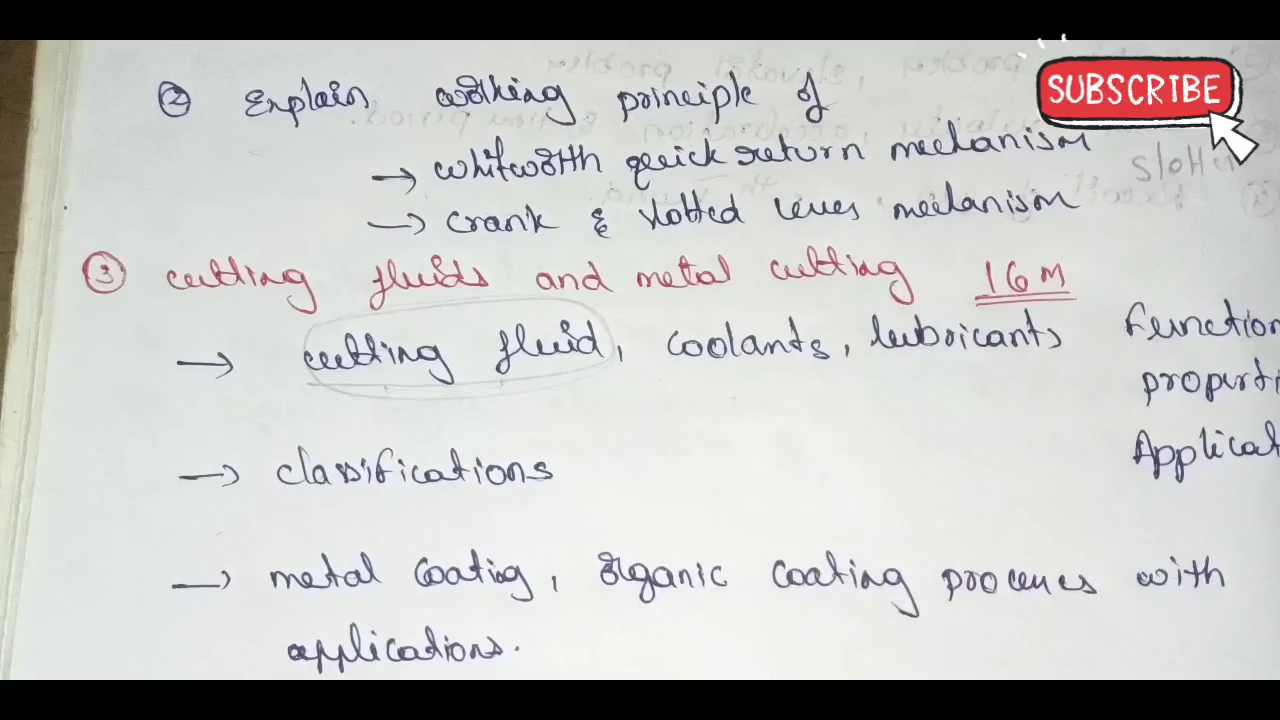 SUBSCRIBE
② Explain working principle of
→ whitworth quick return mechanism
→ crank & slotted lever mechanism
③ cutting fluids and metal cutting 16M
→ cutting fluid, coolants, lubricants Function
properti
→ classifications Applicat
→ metal coating, organic coating process with
applications.